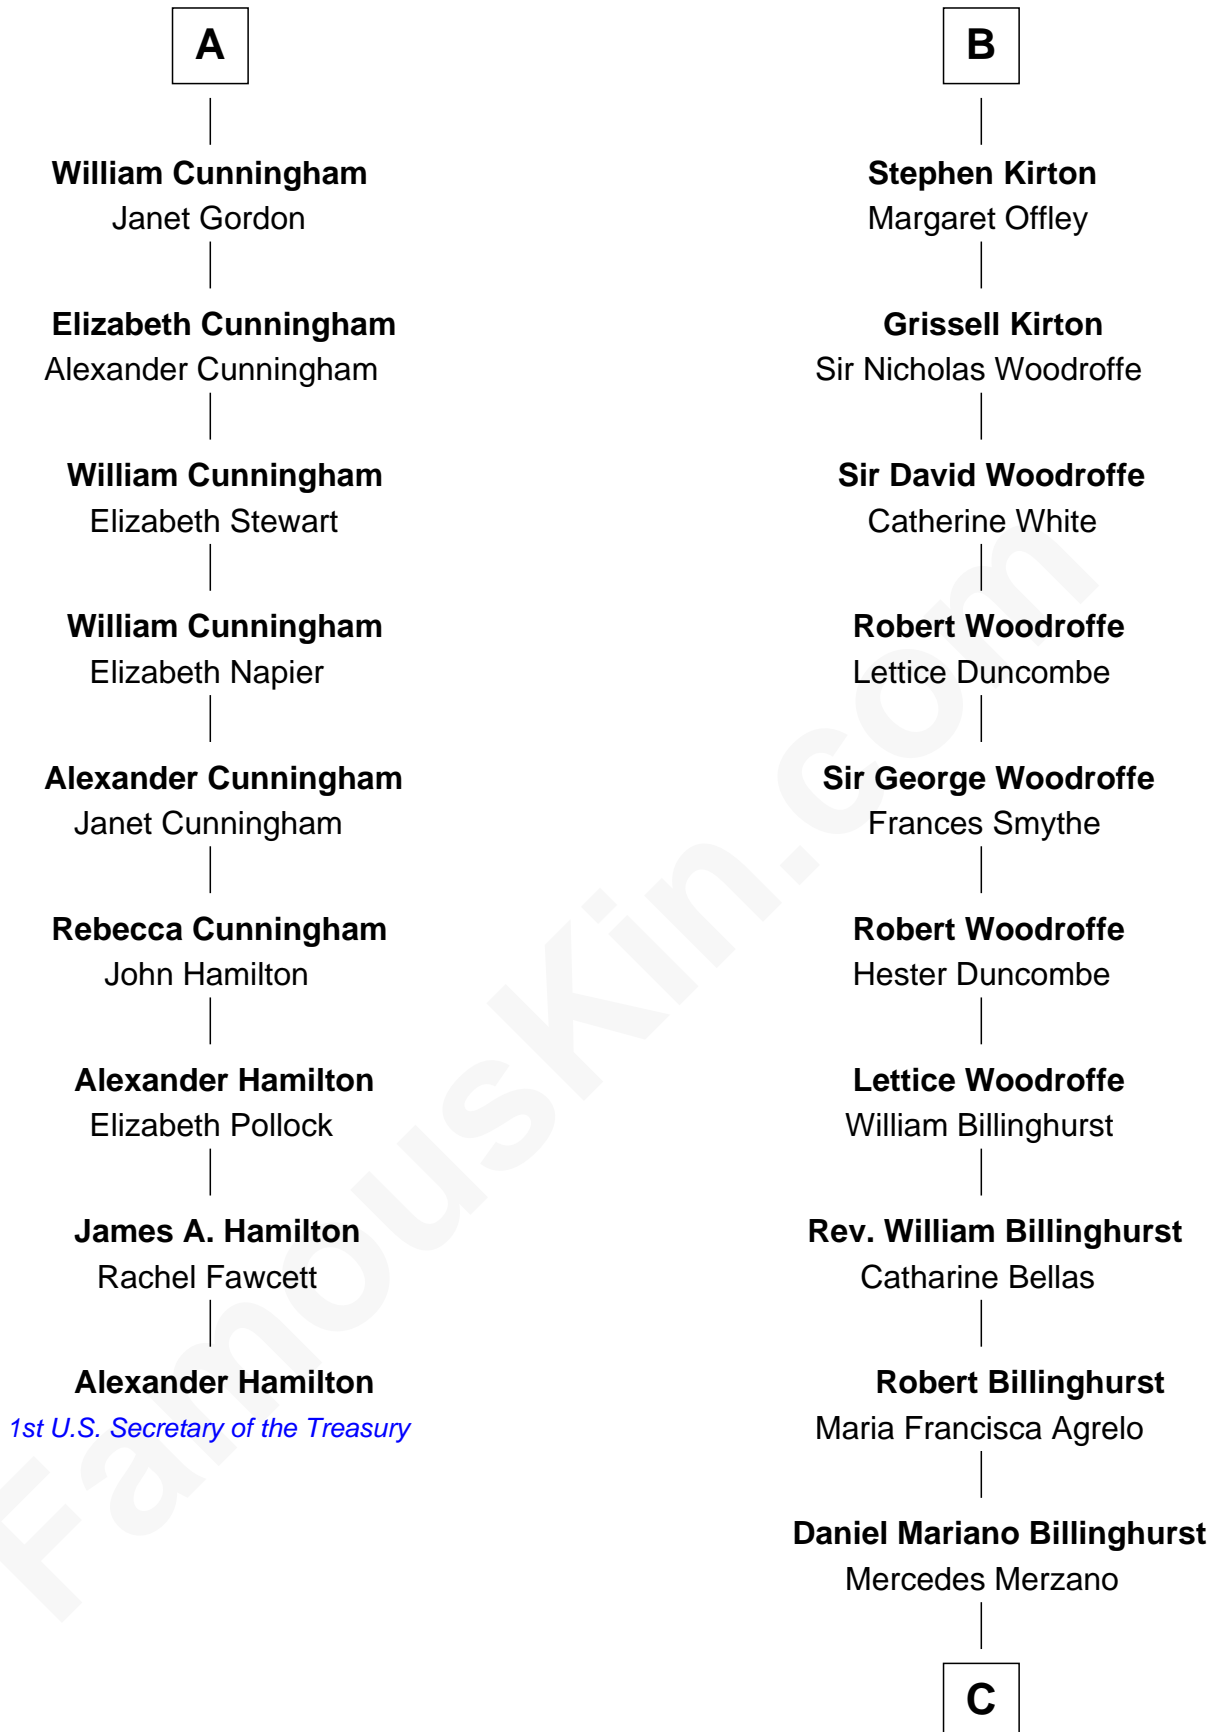 A
William Cunningham
Janet Gordon
Elizabeth Cunningham
Alexander Cunningham
William Cunningham
Elizabeth Stewart
William Cunningham
Elizabeth Napier
Alexander Cunningham
Janet Cunningham
Rebecca Cunningham
John Hamilton
Alexander Hamilton
Elizabeth Pollock
James A. Hamilton
Rachel Fawcett
Alexander Hamilton
1st U.S. Secretary of the Treasury
B
Stephen Kirton
Margaret Offley
Grissell Kirton
Sir Nicholas Woodroffe
Sir David Woodroffe
Catherine White
Robert Woodroffe
Lettice Duncombe
Sir George Woodroffe
Frances Smythe
Robert Woodroffe
Hester Duncombe
Lettice Woodroffe
William Billinghurst
Rev. William Billinghurst
Catharine Bellas
Robert Billinghurst
Maria Francisca Agrelo
Daniel Mariano Billinghurst
Mercedes Merzano
C
FamousKin.com